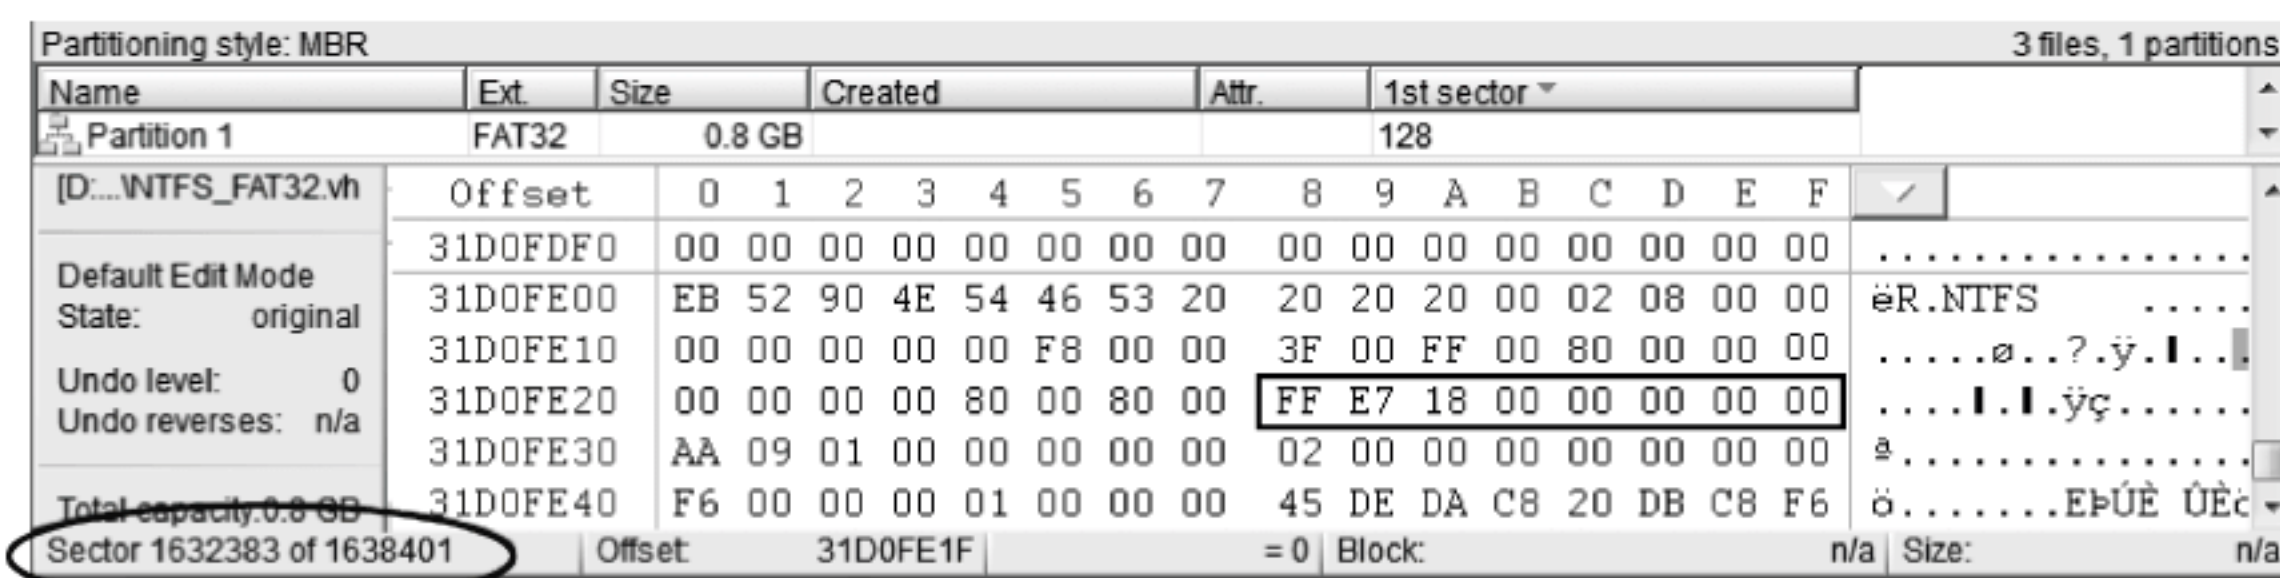 Partitioning style: MBR 3 files, 1 partitions
Name Ext. Size Created Attr. 1st sector
Partition 1 FAT32 0.8 GB 128
[D:...\NTFS_FAT32.vh Offset 0 1 2 3 4 5 6 7 8 9 A B C D E F
31D0FDF0 00 00 00 00 00 00 00 00 00 00 00 00 00 00 00 00 ................
Default Edit Mode
31D0FE00 EB 52 90 4E 54 46 53 20 20 20 20 00 02 08 00 00 ëR.NTFS    .....
State: original
31D0FE10 00 00 00 00 00 F8 00 00 3F 00 FF 00 80 00 00 00 .....ø..?.ÿ.▌...
Undo level: 0
31D0FE20 00 00 00 00 80 00 80 00 FF E7 18 00 00 00 00 00 ....▌.▌.ÿç......
Undo reverses: n/a
31D0FE30 AA 09 01 00 00 00 00 00 02 00 00 00 00 00 00 00 ª...............
Total capacity:0.8 GB
31D0FE40 F6 00 00 00 01 00 00 00 45 DE DA C8 20 DB C8 F6 ö.......EÞÚÈ ÛÈ
Sector 1632383 of 1638401 Offset: 31D0FE1F = 0 Block: n/a Size: n/a